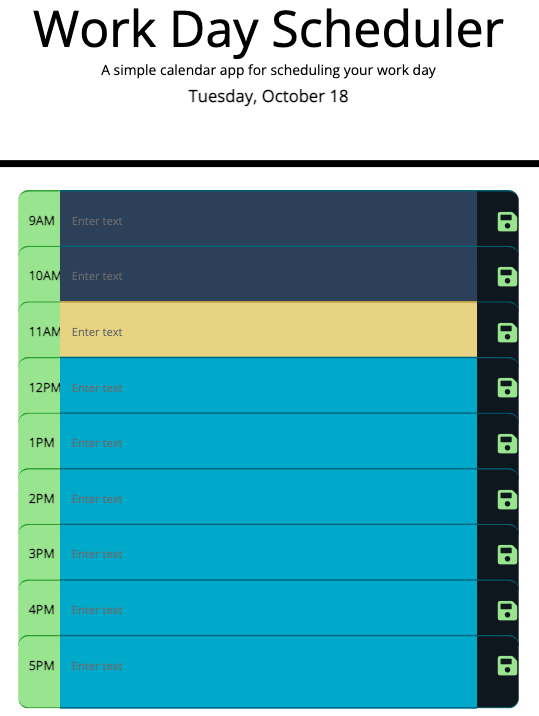 Work Day Scheduler
A simple calendar app for scheduling your work day
Tuesday, October 18
9AM Enter text
10AM Enter text
11AM Enter text
12PM Enter text
1PM Enter text
2PM Enter text
3PM Enter text
4PM Enter text
5PM Enter text